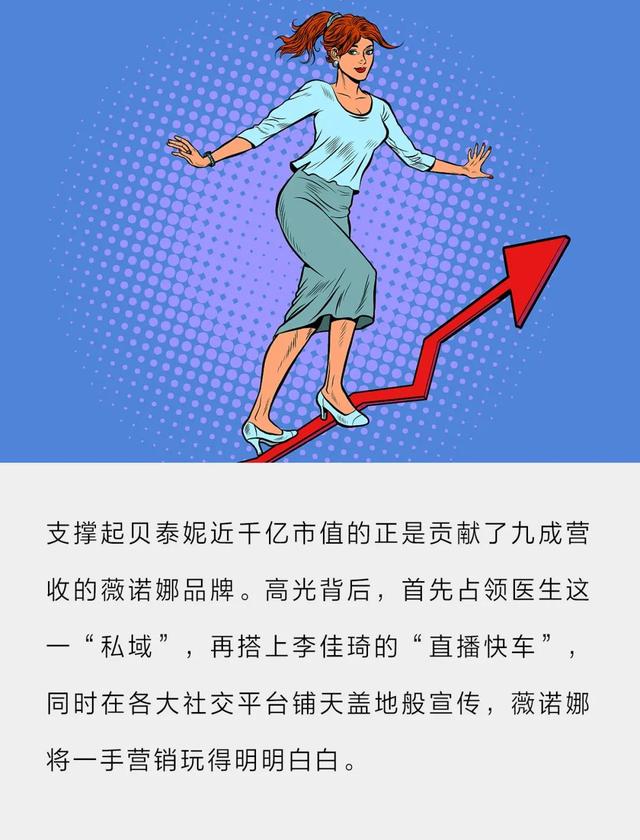 支撑起贝泰妮近千亿市值的正是贡献了九成营
收的薇诺娜品牌。高光背后，首先占领医生这
一“私域”，再搭上李佳琦的“直播快车”，
同时在各大社交平台铺天盖地般宣传，薇诺娜
将一手营销玩得明明白白。